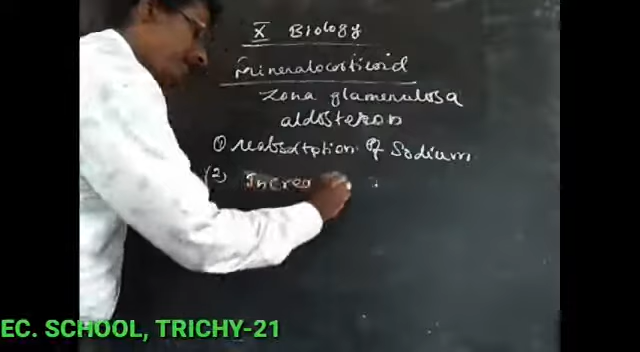 X Biology
Mineralocorticoid
Zona glamerulosa
aldosteron
① reabsorption of Sodium
(2) Increa
EC. SCHOOL, TRICHY-21